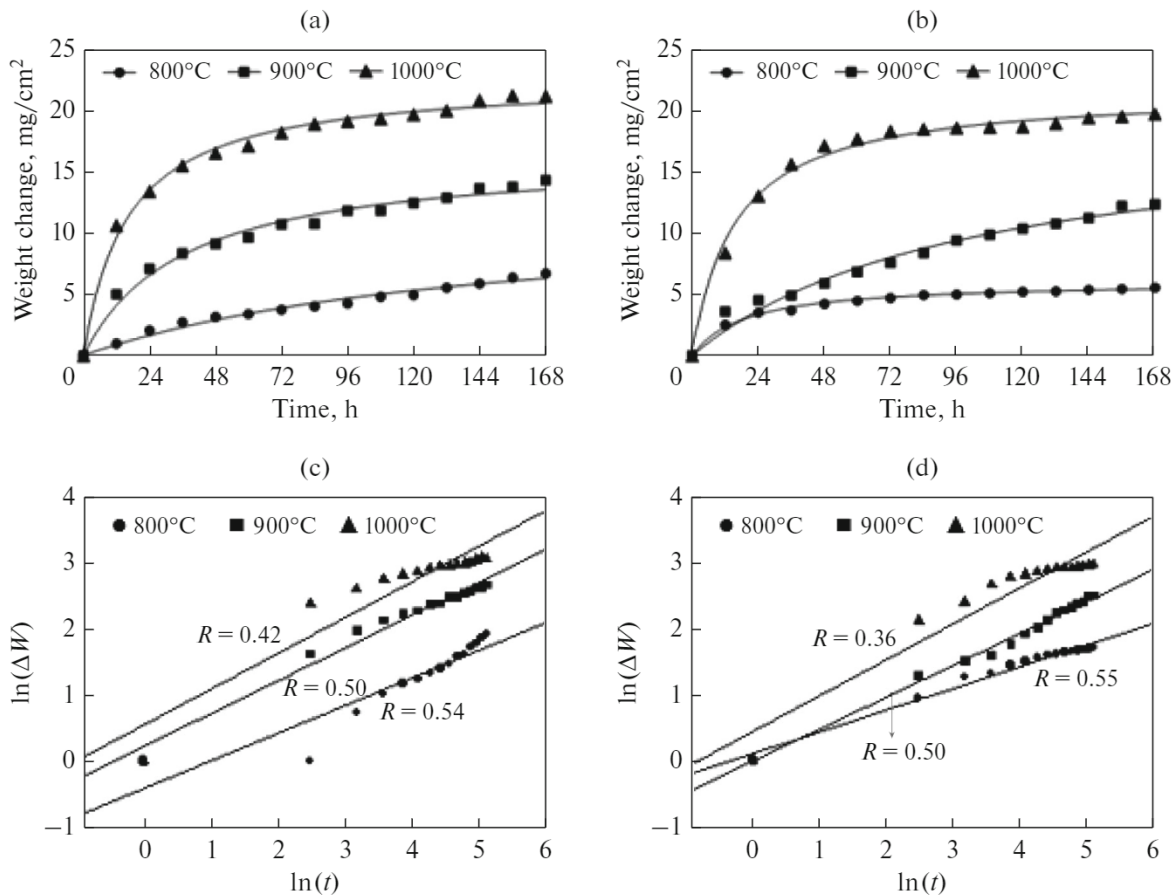 (a)
25
20
15
10
5
0
Weight change, mg/cm²
800°C 900°C 1000°C
24 48 72 96 120 144 168
Time, h
(b)
25
20
15
10
5
0
Weight change, mg/cm²
800°C 900°C 1000°C
24 48 72 96 120 144 168
Time, h
(c)
4
3
2
1
0
−1
ln(ΔW)
800°C 900°C 1000°C
R = 0.42
R = 0.50
R = 0.54
0 1 2 3 4 5 6
ln(t)
(d)
4
3
2
1
0
−1
ln(ΔW)
800°C 900°C 1000°C
R = 0.36
R = 0.55
R = 0.50
0 1 2 3 4 5 6
ln(t)